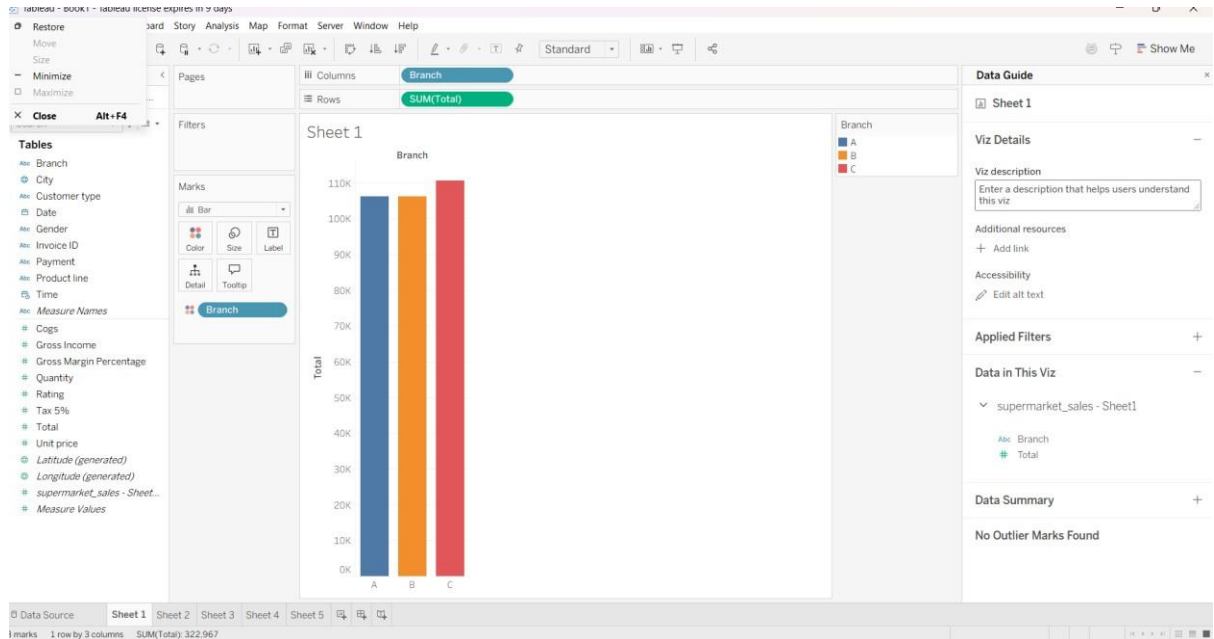 Tableau - Book1 - Tableau license expires in 9 days
Restore
Move
Size
Minimize
Maximize
Close Alt+F4
Story Analysis Map Format Server Window Help
Standard
Show Me
Tables
Branch
City
Customer type
Date
Gender
Invoice ID
Payment
Product line
Time
Measure Names
Cogs
Gross Income
Gross Margin Percentage
Quantity
Rating
Tax 5%
Total
Unit price
Latitude (generated)
Longitude (generated)
supermarket_sales - Sheet...
Measure Values
Pages
Filters
Marks
Bar
Color Size Label
Detail Tooltip
Branch
Columns Branch
Rows SUM(Total)
Sheet 1
Branch
110K
100K
90K
80K
70K
60K
50K
40K
30K
20K
10K
0K
Total
A B C
Branch
A
B
C
Data Guide
Sheet 1
Viz Details
Viz description
Enter a description that helps users understand
this viz
Additional resources
Add link
Accessibility
Edit alt text
Applied Filters
Data in This Viz
supermarket_sales - Sheet1
Abc Branch
# Total
Data Summary
No Outlier Marks Found
Data Source Sheet 1 Sheet 2 Sheet 3 Sheet 4 Sheet 5
marks 1 row by 3 columns SUM(Total): 322,967